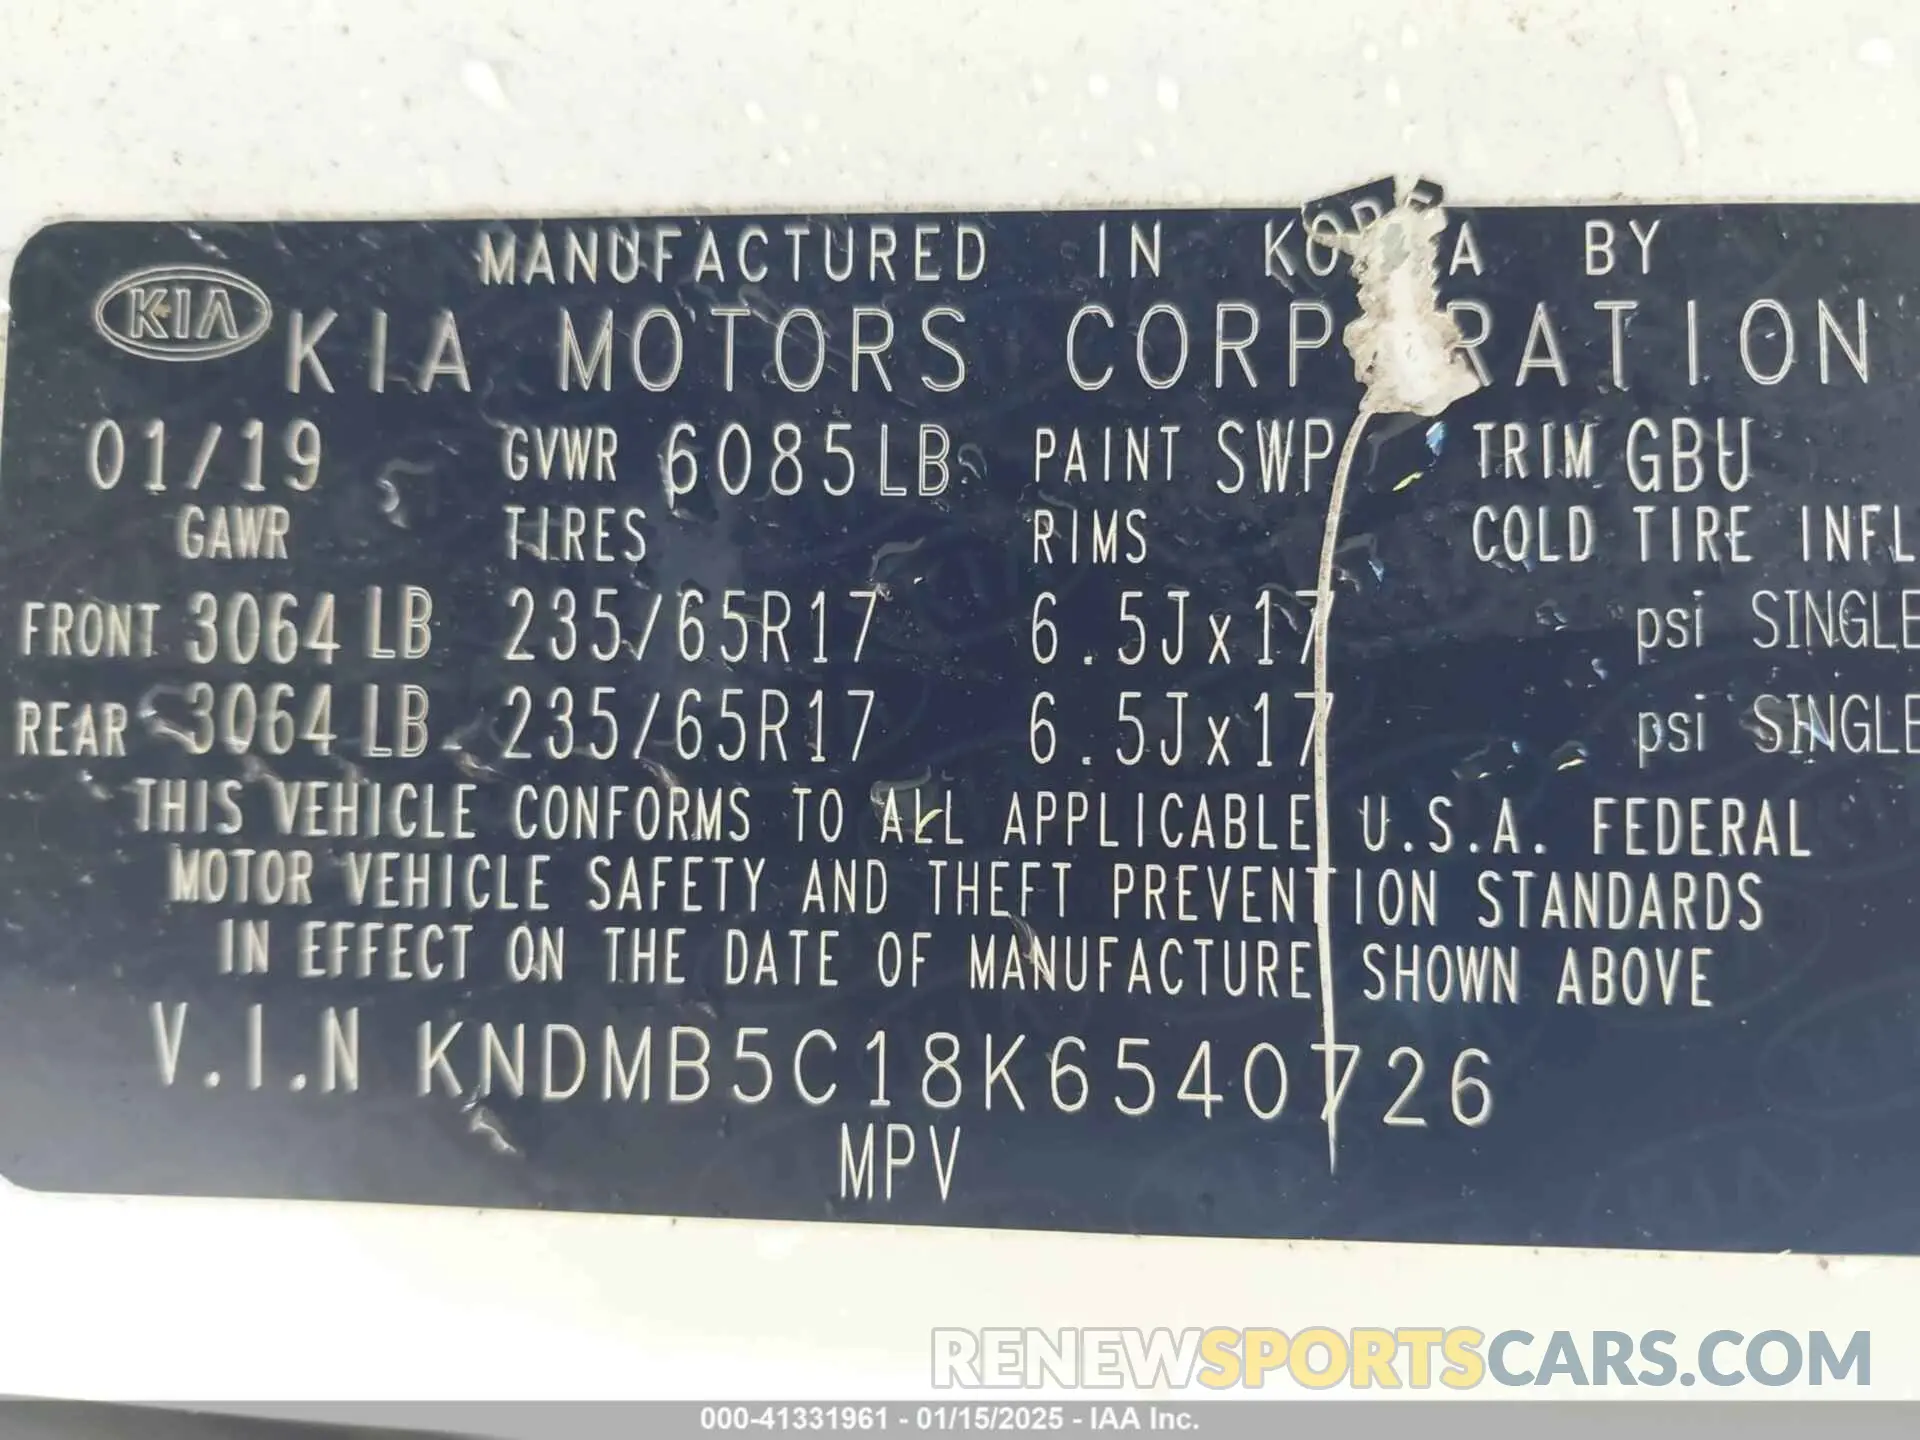 MANUFACTURED IN KOREA BY
KIA KIA MOTORS CORPORATION
01/19 GVWR 6085LB PAINT SWP TRIM GBU
GAWR TIRES RIMS COLD TIRE INFL
FRONT 3064 LB 235/65R17 6.5Jx17 psi SINGLE
REAR 3064 LB 235/65R17 6.5Jx17 psi SINGLE
THIS VEHICLE CONFORMS TO ALL APPLICABLE U.S.A. FEDERAL
MOTOR VEHICLE SAFETY AND THEFT PREVENTION STANDARDS
IN EFFECT ON THE DATE OF MANUFACTURE SHOWN ABOVE
V.I.N KNDMB5C18K6540726
MPV
RENEWSPORTSCARS.COM
000-41331961 - 01/15/2025 - IAA Inc.